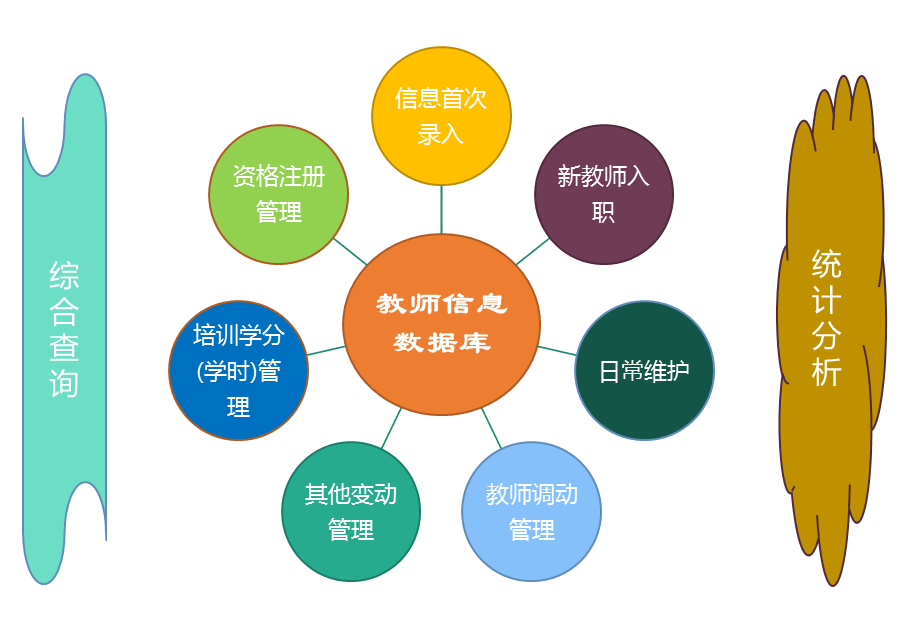 综
合
查
询
信息首次
录入
新教师入
职
日常维护
教师调动
管理
其他变动
管理
培训学分
(学时)管
理
资格注册
管理
教师信息
数据库
统
计
分
析